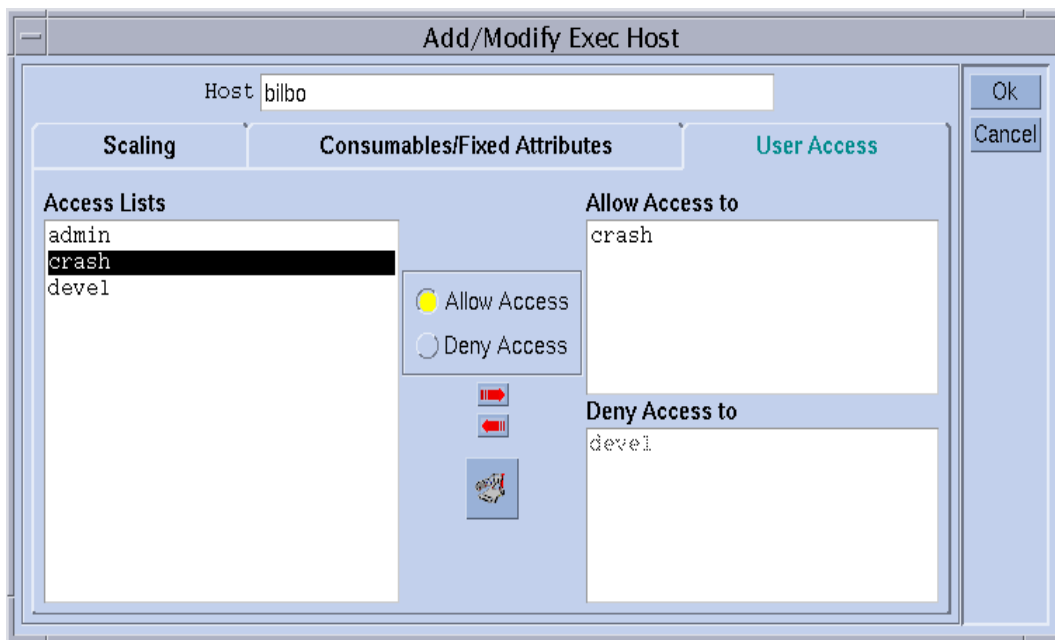 Add/Modify Exec Host
Host bilbo
Ok
Cancel
Scaling
Consumables/Fixed Attributes
User Access
Access Lists
admin
crash
devel
Allow Access
Deny Access
Allow Access to
crash
Deny Access to
devel